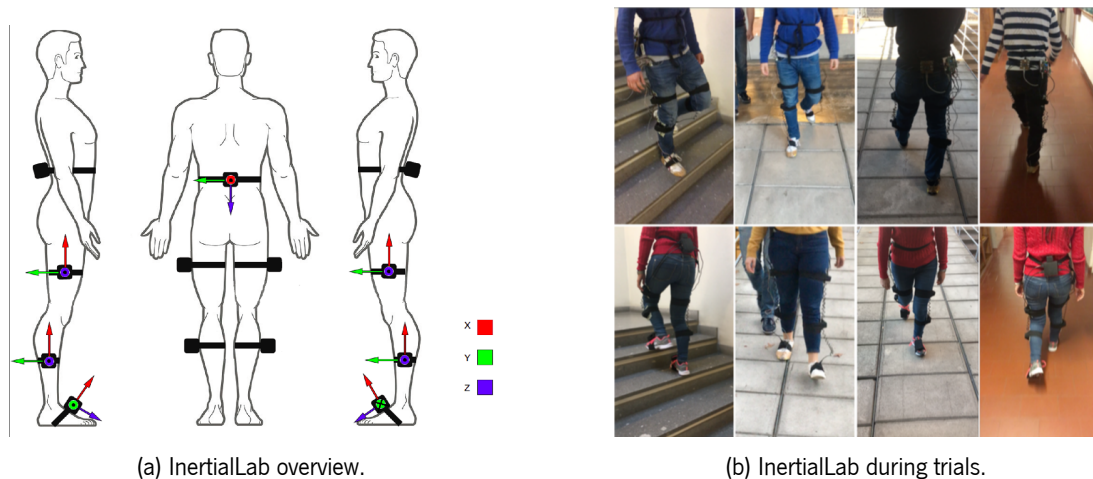 X
Y
Z
(a) InertialLab overview.
(b) InertialLab during trials.